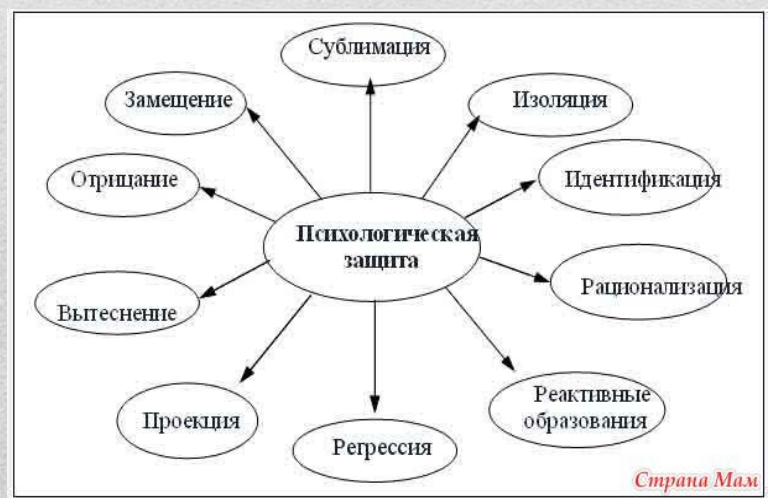 Сублимация
Замещение
Изоляция
Отрицание
Идентификация
Психологическая
защита
Рационализация
Вытеснение
Реактивные
образования
Проекция
Регрессия
Страна Мам